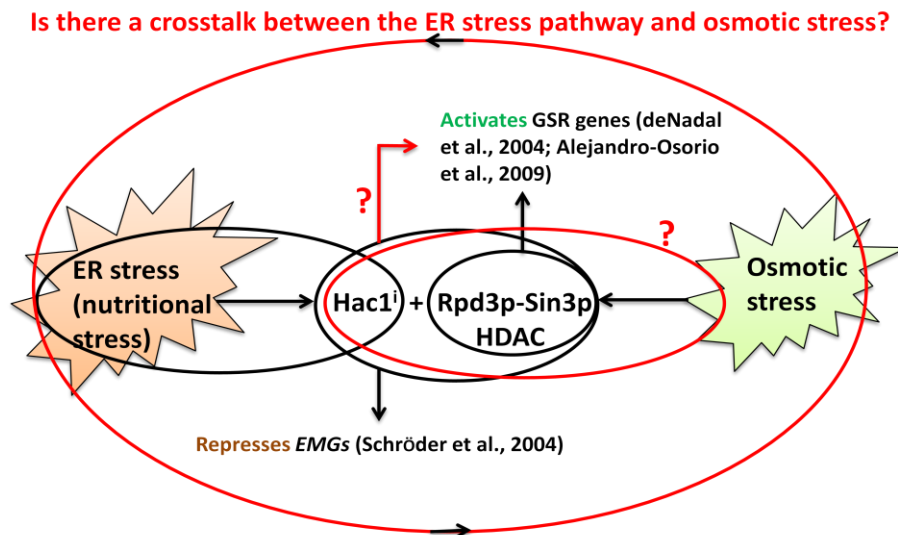 Is there a crosstalk between the ER stress pathway and osmotic stress?
Activates GSR genes (deNadal
et al., 2004; Alejandro-Osorio
et al., 2009)
?
?
ER stress
(nutritional
stress)
Hac1ⁱ + Rpd3p-Sin3p
HDAC
Osmotic
stress
Represses EMGs (Schröder et al., 2004)